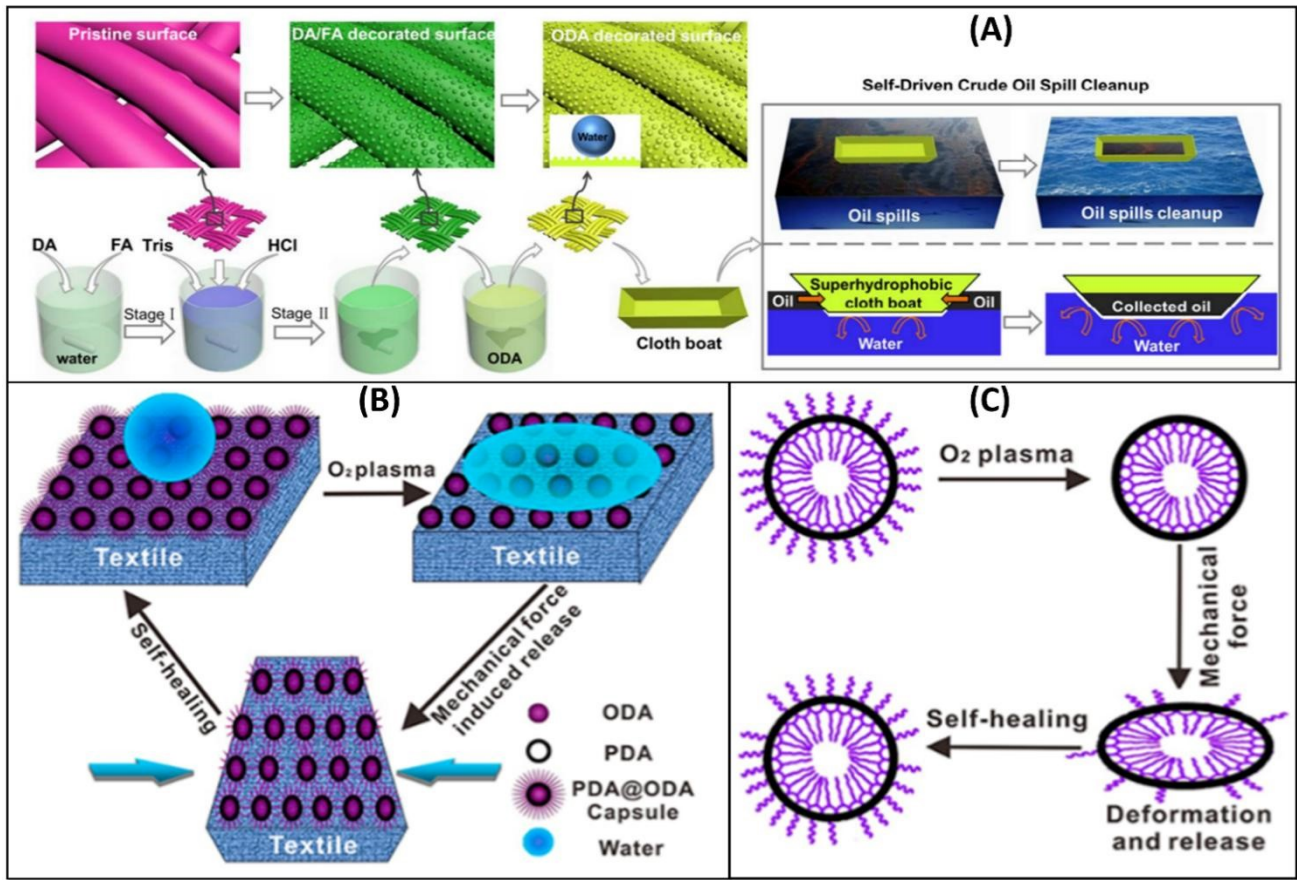 (A)
Pristine surface
DA/FA decorated surface
ODA decorated surface
Water
Self-Driven Crude Oil Spill Cleanup
Oil spills
Oil spills cleanup
DA
FA
Tris
HCl
Stage I
Stage II
water
ODA
Cloth boat
Superhydrophobic
cloth boat
Oil
Oil
Water
Collected oil
Water
(B)
O2 plasma
Textile
Textile
Self-healing
Mechanical force
induced release
Textile
ODA
PDA
PDA@ODA
Capsule
Water
(C)
O2 plasma
Mechanical
force
Self-healing
Deformation
and release